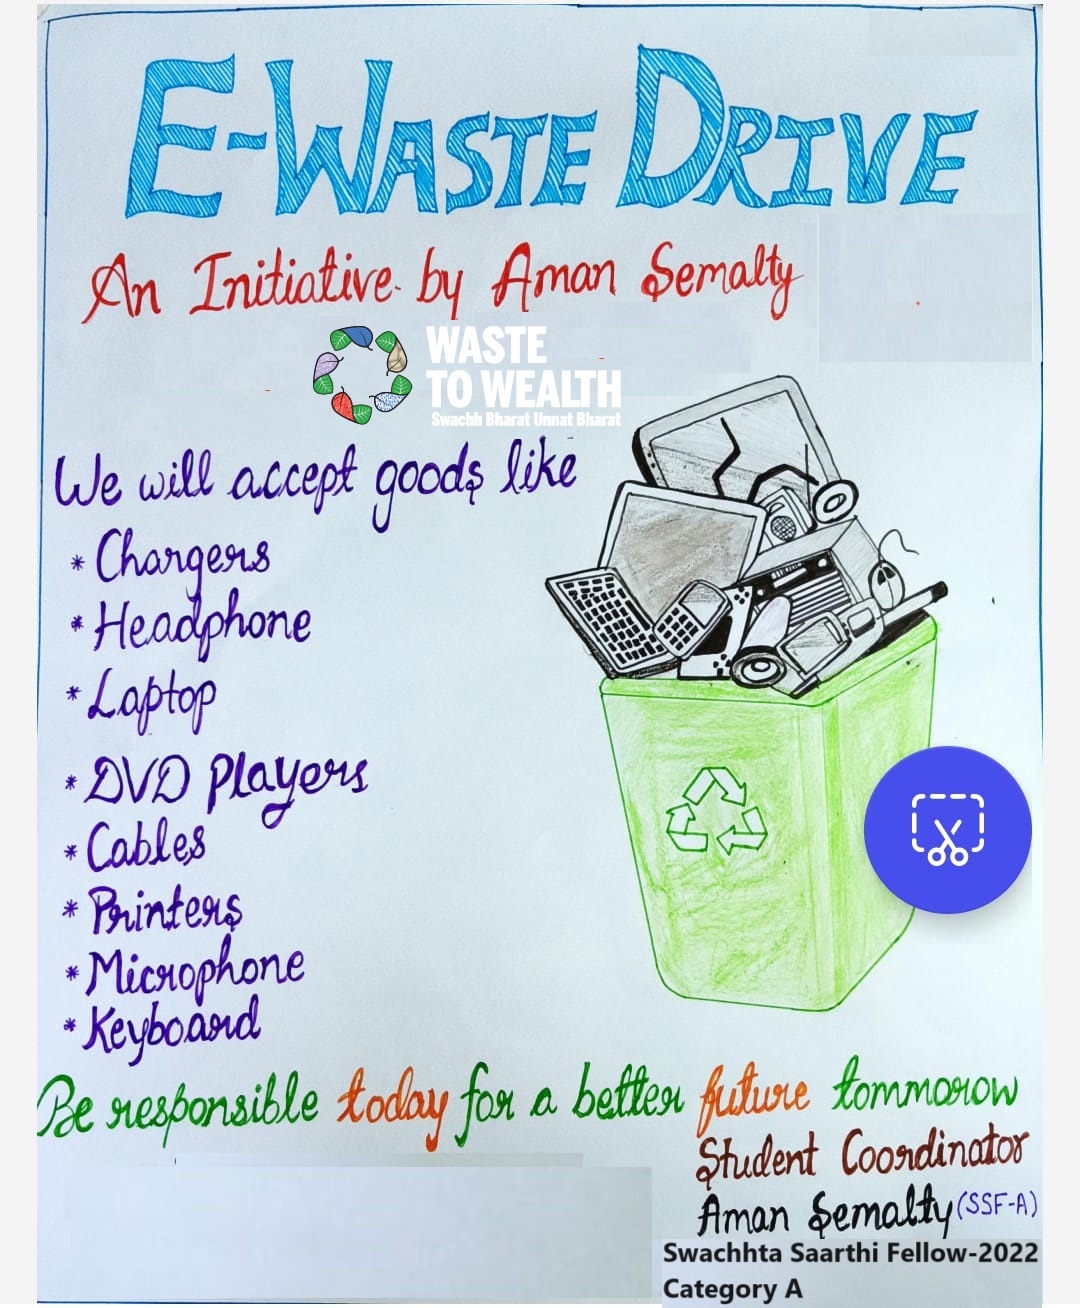 E-WASTE DRIVE
An Initiative by Aman Semalty
WASTE
TO WEALTH
Swachh Bharat Unnat Bharat
We will accept goods like
* Chargers
* Headphone
* Laptop
* DVD Players
* Cables
* Printers
* Microphone
* Keyboard
Be responsible today for a better future tommorow
Student Coordinator
Aman Semalty (SSF-A)
Swachhta Saarthi Fellow-2022
Category A